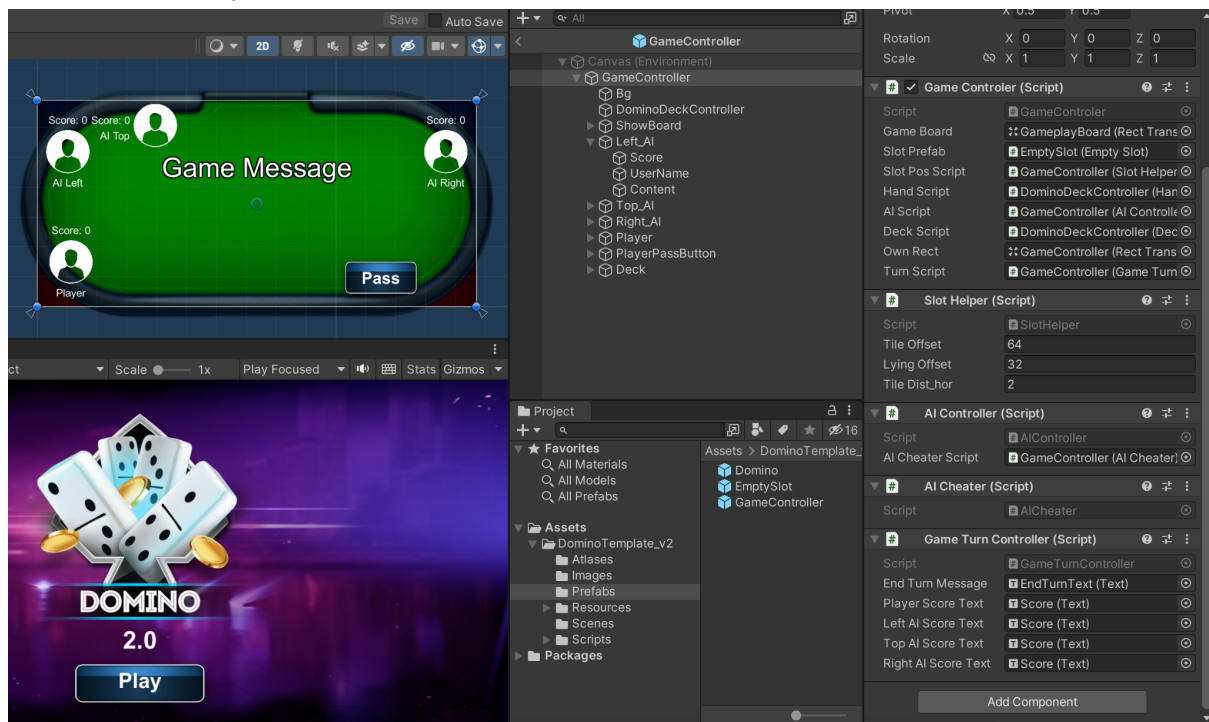 Save Auto Save
2D
Score: 0 Score: 0
AI Top
Score: 0
AI Left
Game Message
AI Right
Score: 0
Player
Pass
Scale 1x Play Focused Stats Gizmos
DOMINO
2.0
Play
All
GameController
Canvas (Environment)
GameController
Bg
DominoDeckController
ShowBoard
Left_AI
Score
UserName
Content
Top_AI
Right_AI
Player
PlayerPassButton
Deck
Project
16
Favorites
All Materials
All Models
All Prefabs
Assets
DominoTemplate_v2
Atlases
Images
Prefabs
Resources
Scenes
Scripts
Packages
Assets > DominoTemplate_
Domino
EmptySlot
GameController
Pivot X 0.5 Y 0.5
Rotation X 0 Y 0 Z 0
Scale X 1 Y 1 Z 1
# Game Controler (Script)
Script # GameControler
Game Board GameplayBoard (Rect Trans
Slot Prefab # EmptySlot (Empty Slot)
Slot Pos Script # GameController (Slot Helper
Hand Script # DominoDeckController (Han
AI Script # GameController (AI Controlle
Deck Script # DominoDeckController (Dec
Own Rect GameController (Rect Trans
Turn Script # GameController (Game Turn
# Slot Helper (Script)
Script # SlotHelper
Tile Offset 64
Lying Offset 32
Tile Dist_hor 2
# AI Controller (Script)
Script # AIController
AI Cheater Script # GameController (AI Cheater)
# AI Cheater (Script)
Script # AICheater
# Game Turn Controller (Script)
Script # GameTurnController
End Turn Message EndTurnText (Text)
Player Score Text Score (Text)
Left AI Score Text Score (Text)
Top AI Score Text Score (Text)
Right AI Score Text Score (Text)
Add Component